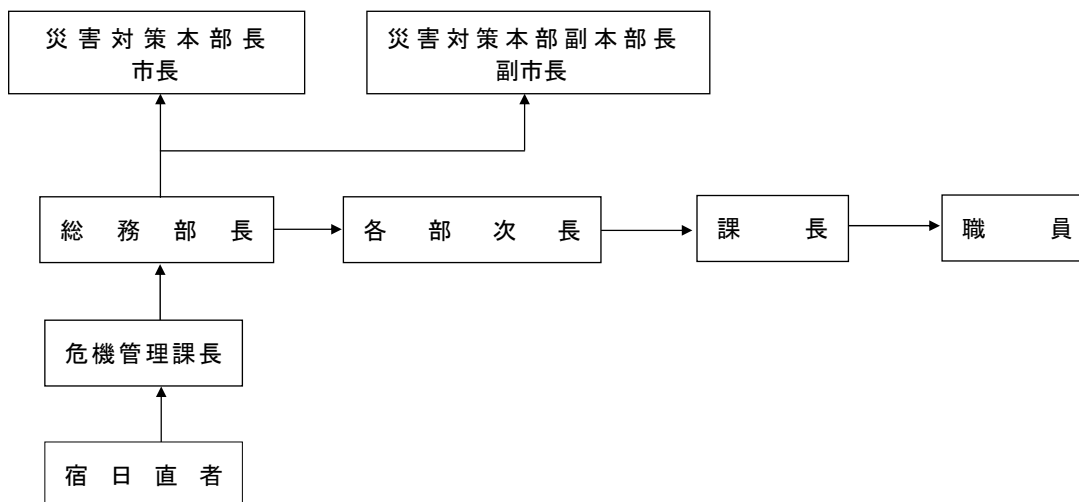 災害対策本部長
市長
災害対策本部副本部長
副市長
総務部長
各部次長
課長
職員
危機管理課長
宿日直者